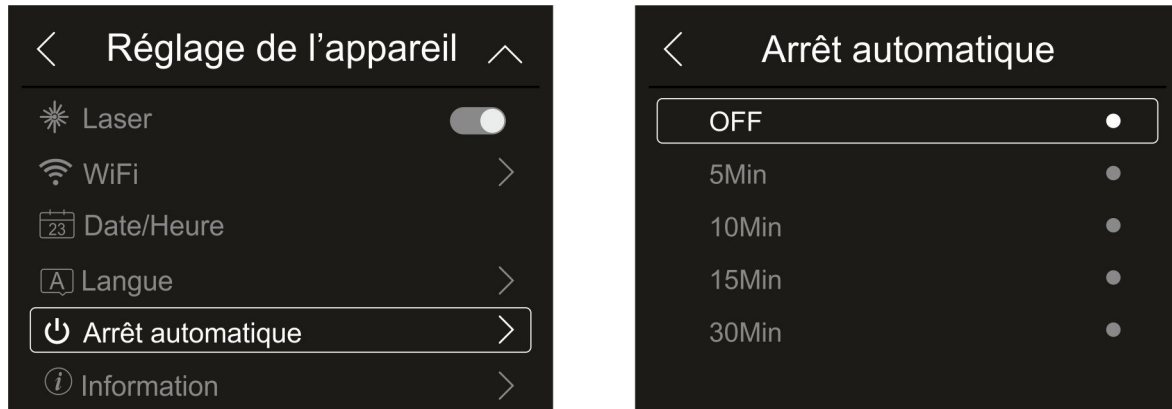 Réglage de l’appareil
Laser
WiFi
23 Date/Heure
A Langue
Arrêt automatique
i Information
Arrêt automatique
OFF
5Min
10Min
15Min
30Min